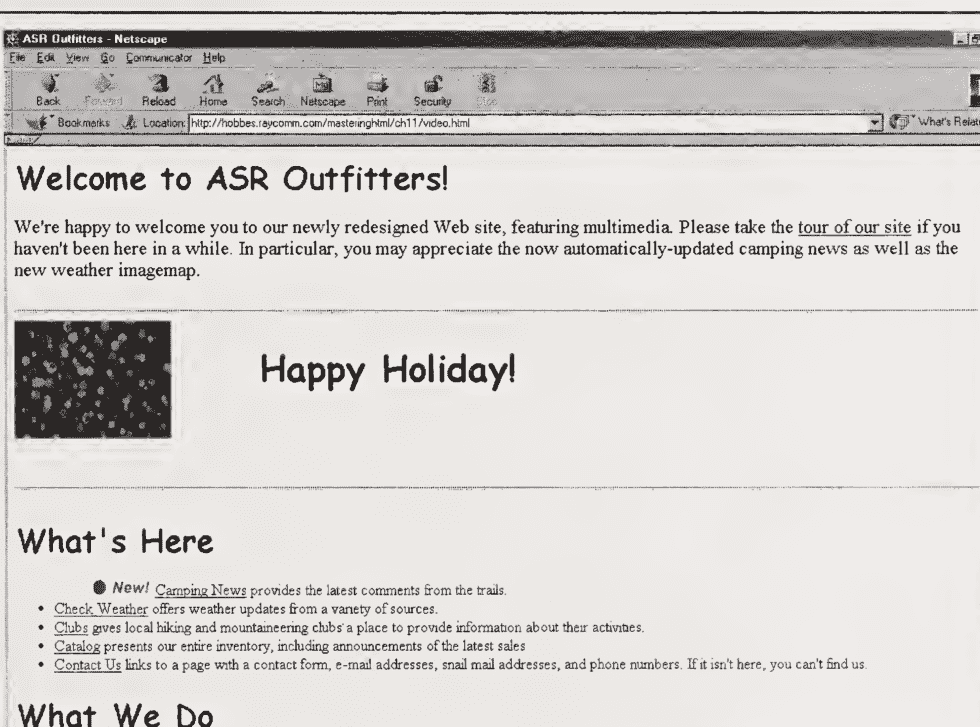 ASR Outfitters - Netscape
File Edit View Go Communicator Help
Back Forward Reload Home Search Netscape Print Security Stop
Bookmarks Location: http://hobbes.raycomm.com/masteringhtml/ch11/video.html What's Relat
Welcome to ASR Outfitters!
We're happy to welcome you to our newly redesigned Web site, featuring multimedia. Please take the tour of our site if you
haven't been here in a while. In particular, you may appreciate the now automatically-updated camping news as well as the
new weather imagemap.
Happy Holiday!
What's Here
New! Camping News provides the latest comments from the trails.
• Check Weather offers weather updates from a variety of sources.
• Clubs gives local hiking and mountaineering clubs a place to provide information about their activities.
• Catalog presents our entire inventory, including announcements of the latest sales
• Contact Us links to a page with a contact form, e-mail addresses, snail mail addresses, and phone numbers. If it isn't here, you can't find us.
What We Do